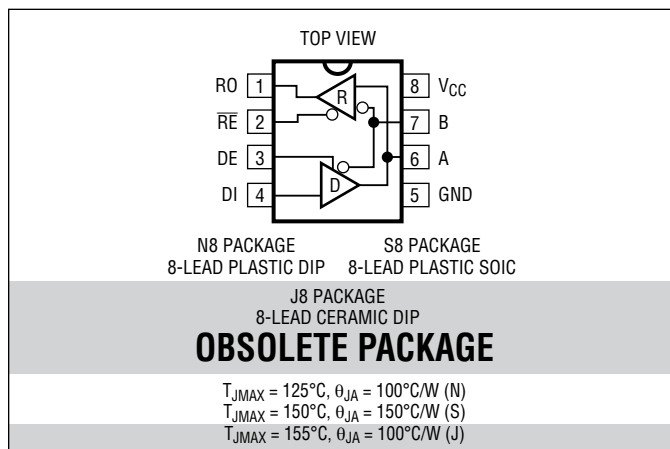 TOP VIEW
RO 1 R 8 VCC
RE 2 7 B
DE 3 6 A
DI 4 D 5 GND
N8 PACKAGE S8 PACKAGE
8-LEAD PLASTIC DIP 8-LEAD PLASTIC SOIC
J8 PACKAGE
8-LEAD CERAMIC DIP
OBSOLETE PACKAGE
TJMAX = 125°C, θJA = 100°C/W (N)
TJMAX = 150°C, θJA = 150°C/W (S)
TJMAX = 155°C, θJA = 100°C/W (J)